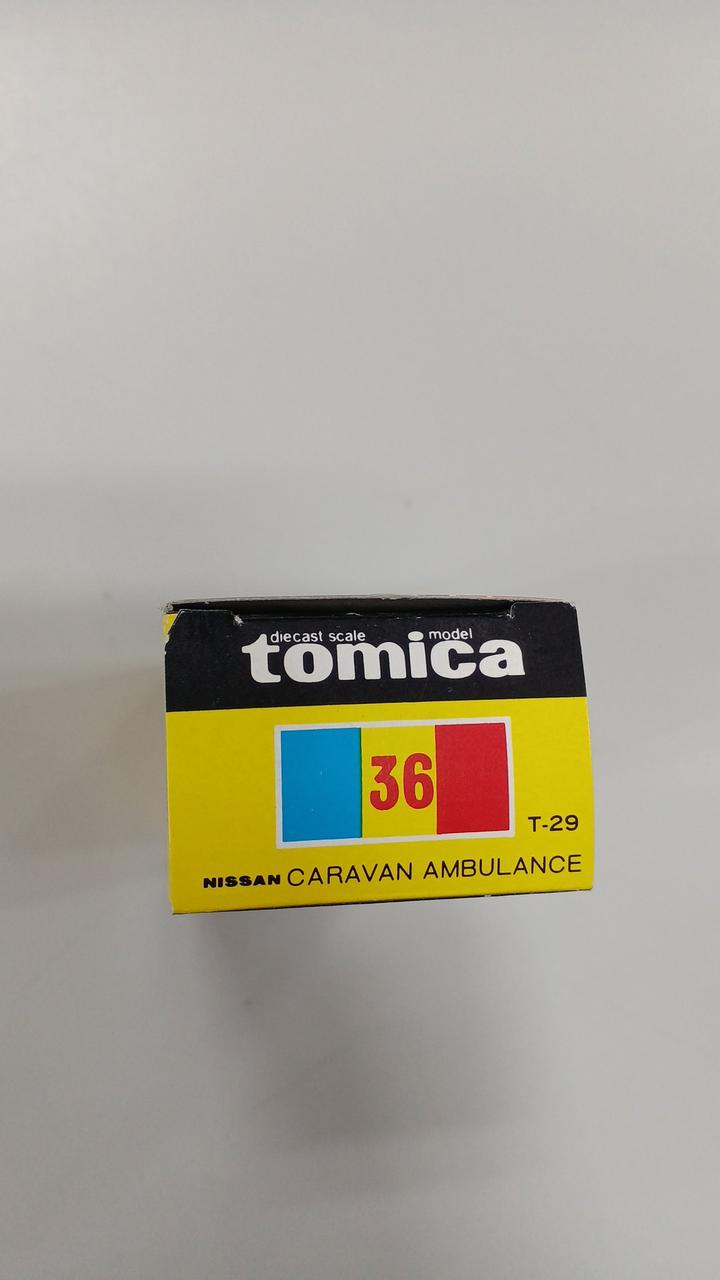 diecast scale model
tomica
36
T-29
NISSAN CARAVAN AMBULANCE